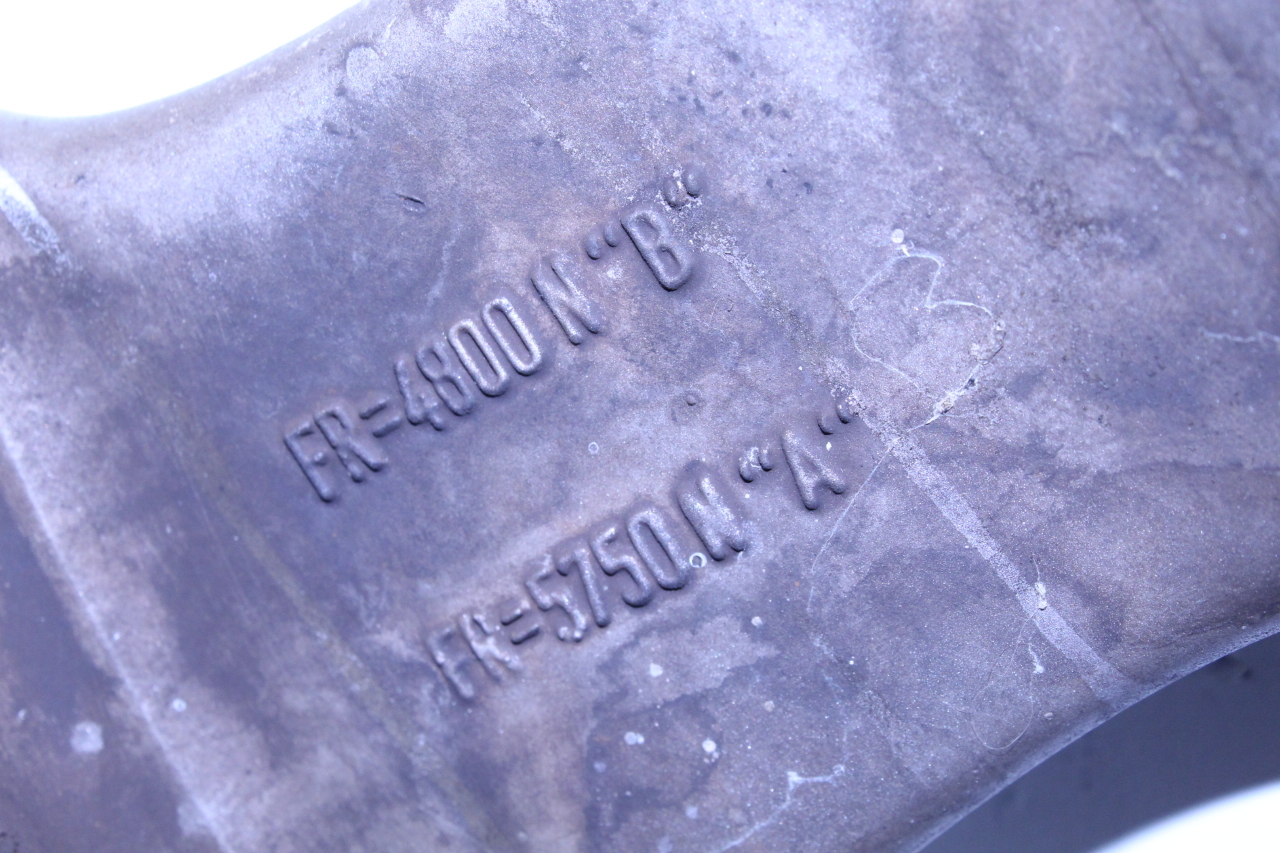 FR=4800 N “B“
FR=5750 N “A“